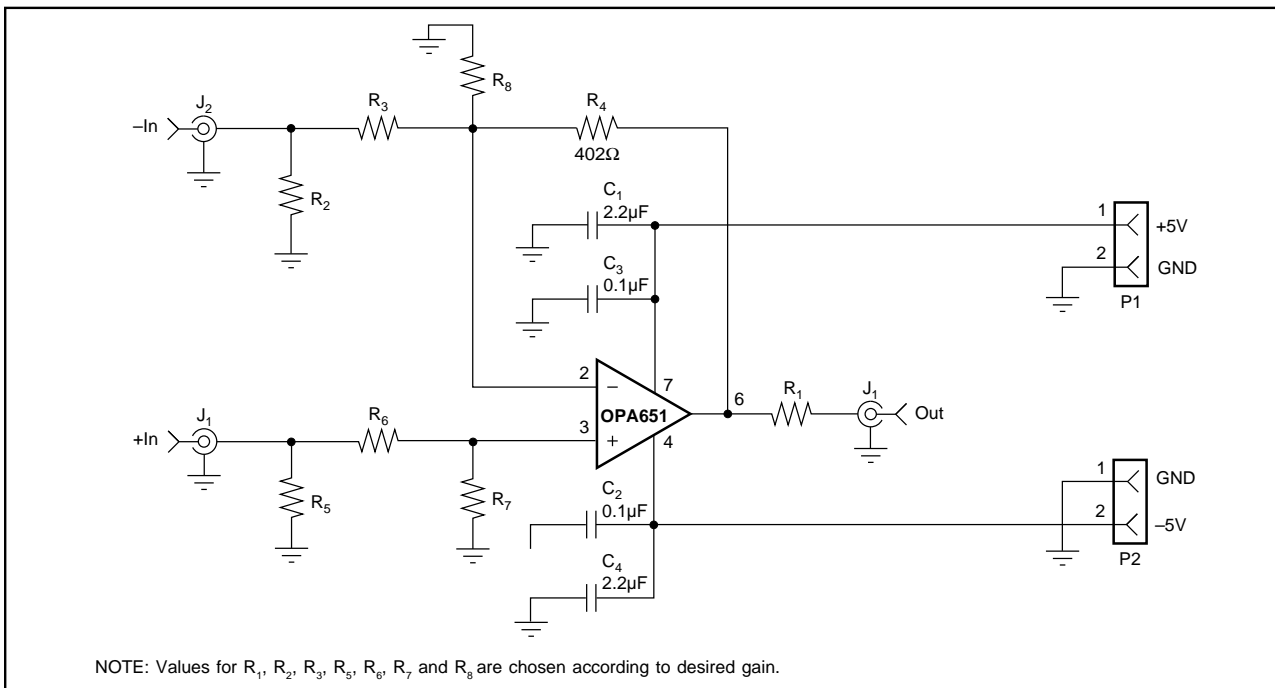 R8
J2
–In
R3
R4
402Ω
R2
C1
2.2µF
1
+5V
C3
0.1µF
2
GND
P1
2
–
7
OPA651
6
R1
J1
Out
J1
+In
R6
3
+
4
R5
R7
1
GND
C2
0.1µF
2
–5V
P2
C4
2.2µF
NOTE: Values for R1, R2, R3, R5, R6, R7 and R8 are chosen according to desired gain.